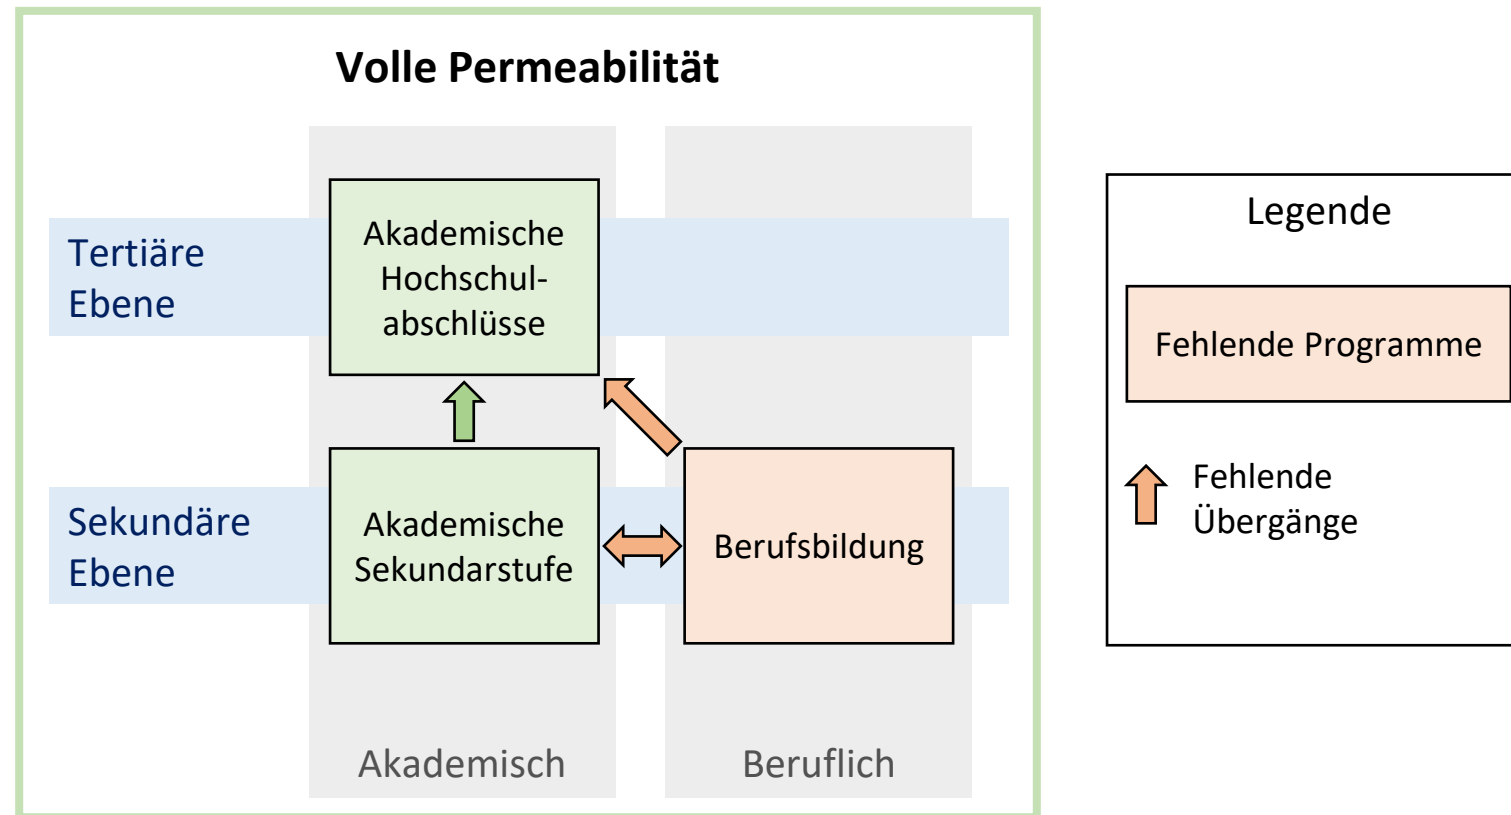 Volle Permeabilität
Tertiäre
Ebene
Akademische
Hochschul-
abschlüsse
Sekundäre
Ebene
Akademische
Sekundarstufe
Berufsbildung
Akademisch
Beruflich
Legende
Fehlende Programme
Fehlende
Übergänge